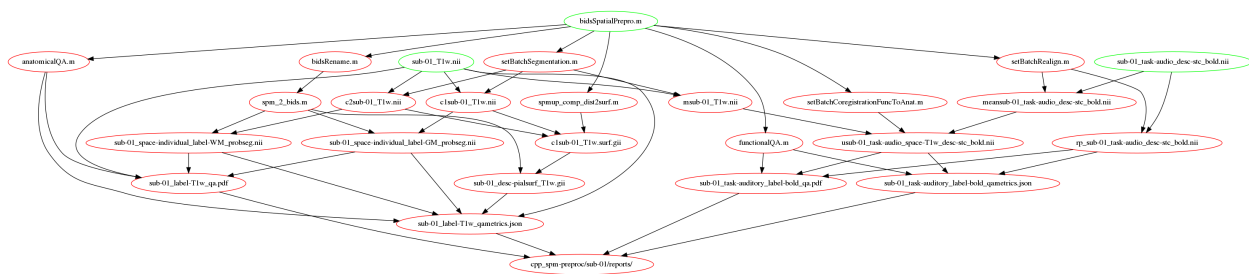 bidsSpatialPrepro.m
anatomicalQA.m
bidsRename.m
sub-01_T1w.nii
setBatchSegmentation.m
setBatchRealign.m
sub-01_task-audio_desc-stc_bold.nii
spm_2_bids.m
c2sub-01_T1w.nii
c1sub-01_T1w.nii
spmup_comp_dist2surf.m
msub-01_T1w.nii
setBatchCoregistrationFuncToAnat.m
meansub-01_task-audio_desc-stc_bold.nii
sub-01_space-individual_label-WM_probseg.nii
sub-01_space-individual_label-GM_probseg.nii
c1sub-01_T1w.surf.gii
functionalQA.m
usub-01_task-audio_space-T1w_desc-stc_bold.nii
rp_sub-01_task-audio_desc-stc_bold.nii
sub-01_label-T1w_qa.pdf
sub-01_desc-pialsurf_T1w.gii
sub-01_task-auditory_label-bold_qa.pdf
sub-01_task-auditory_label-bold_qametrics.json
sub-01_label-T1w_qametrics.json
cpp_spm-preproc/sub-01/reports/